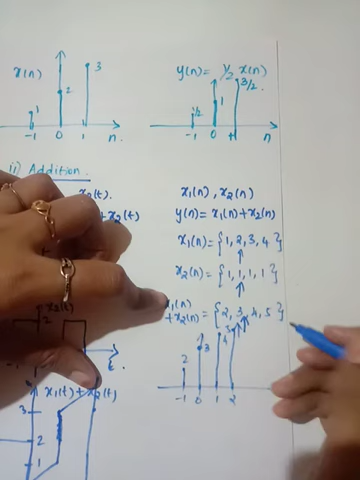 x(n)
3
2
1
-1 0 1 n.
y(n) = 1/2 x(n)
3/2
1
1/2
-1 0 1 n
ii) Addition.
x2(t).
+ x2(t)
x1(n), x2(n)
y(n) = x1(n) + x2(n)
x1(n) = {1, 2, 3, 4}
x2(n) = {1, 1, 1, 1}
x1(n)
+ x2(n) = {2, 3, 4, 5}
2 3 4 5
-1 0 1 2
2
t.
x1(t) + x2(t)
3
2
1